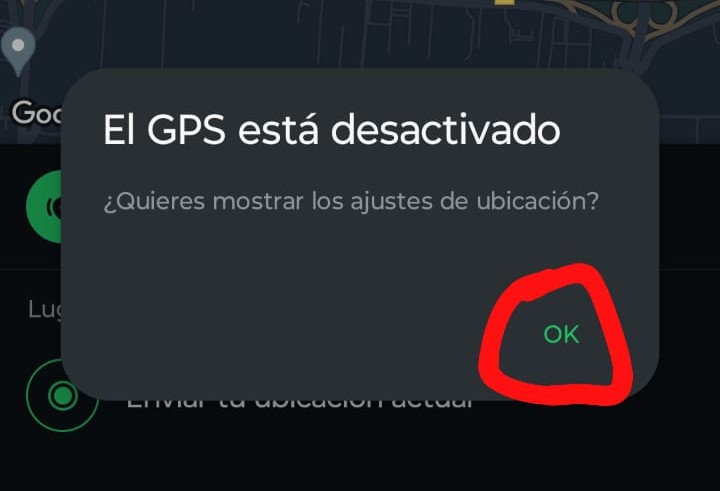 Goo
El GPS está desactivado
¿Quieres mostrar los ajustes de ubicación?
Lug
OK
Enviar tu ubicación actual